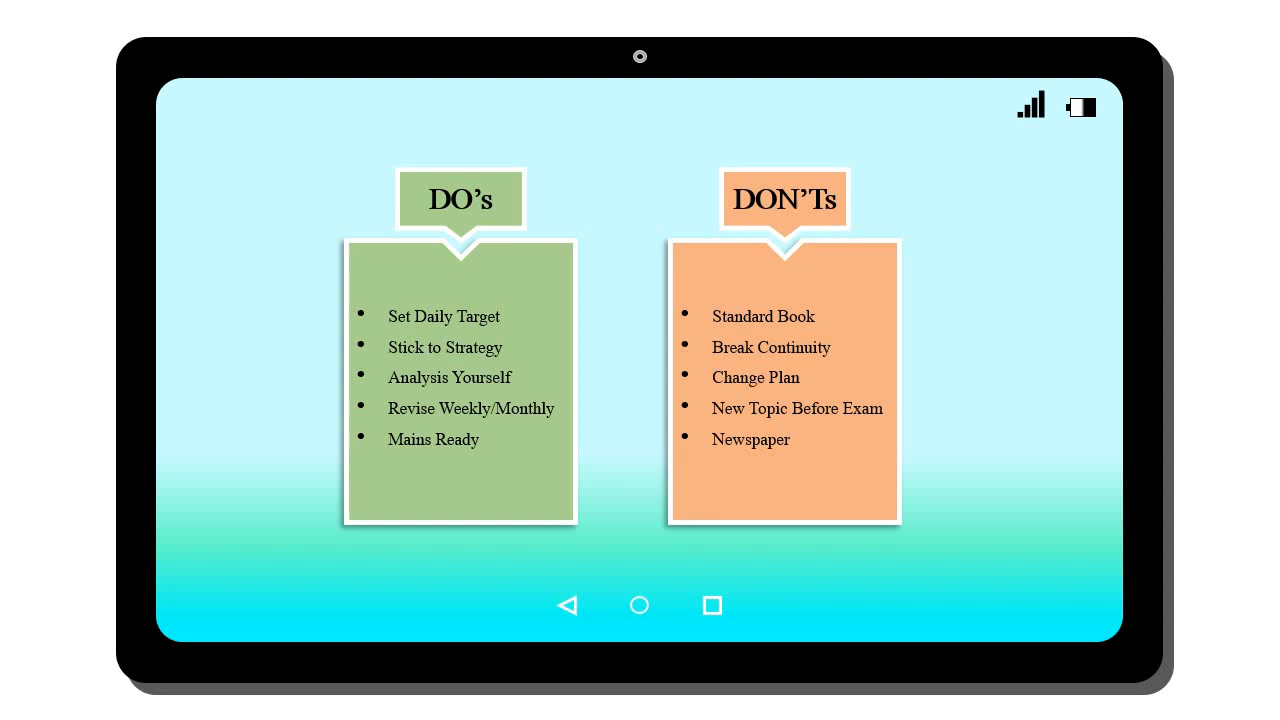 DO’s
• Set Daily Target
• Stick to Strategy
• Analysis Yourself
• Revise Weekly/Monthly
• Mains Ready
DON’Ts
• Standard Book
• Break Continuity
• Change Plan
• New Topic Before Exam
• Newspaper